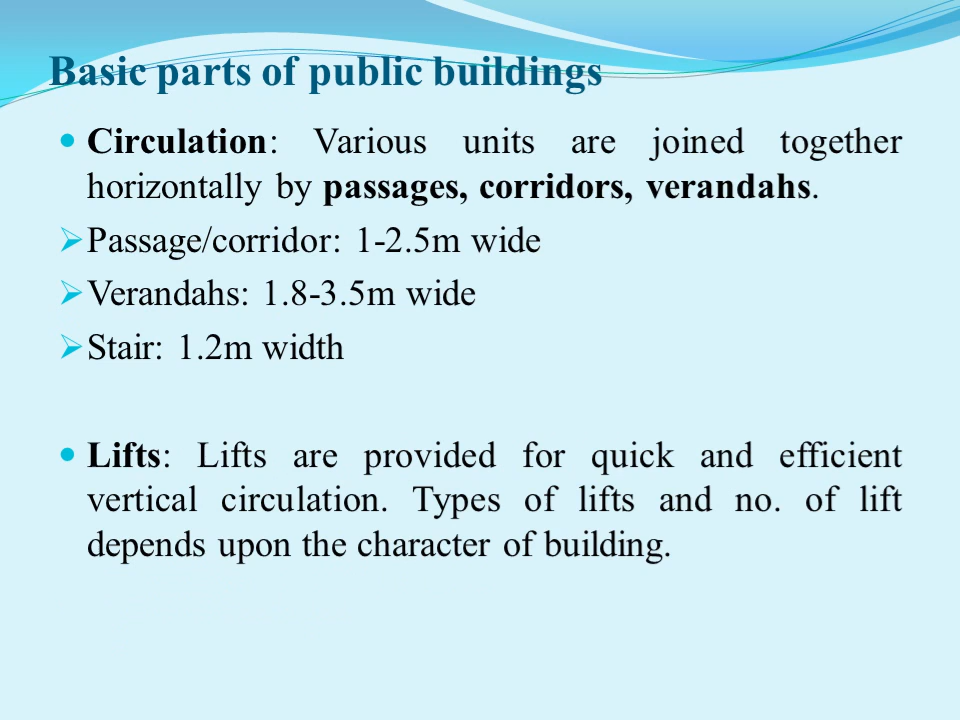 Basic parts of public buildings
Circulation: Various units are joined together
horizontally by passages, corridors, verandahs.
Passage/corridor: 1-2.5m wide
Verandahs: 1.8-3.5m wide
Stair: 1.2m width
Lifts: Lifts are provided for quick and efficient
vertical circulation. Types of lifts and no. of lift
depends upon the character of building.